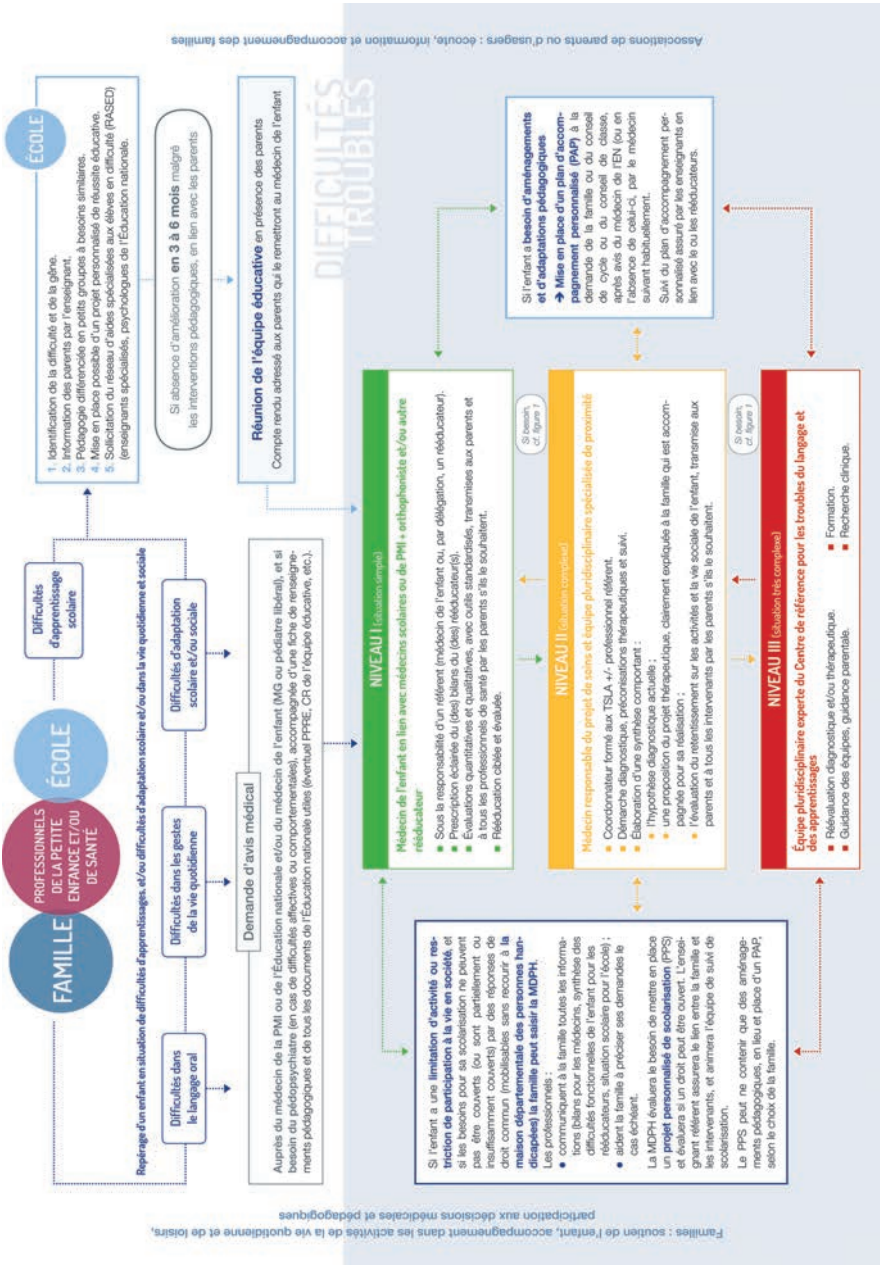 FAMILLE
PROFESSIONNELS
DE LA PETITE
ENFANCE ET/OU
DE SANTÉ
ÉCOLE
Repérage d'un enfant en situation de difficultés d'apprentissages, et/ou difficultés d'adaptation scolaire et/ou dans la vie quotidienne et sociale
Difficultés dans
le langage oral
Difficultés dans les gestes
de la vie quotidienne
Difficultés d'adaptation
scolaire et/ou sociale
Difficultés
d'apprentissage
scolaire
ÉCOLE
1. Identification de la difficulté et de la gêne.
2. Information des parents par l'enseignant.
3. Pédagogie différenciée en petits groupes à besoins similaires.
4. Mise en place possible d'un projet personnalisé de réussite éducative.
5. Sollicitation du réseau d'aides spécialisées aux élèves en difficulté (RASED)
(enseignants spécialisés, psychologues de l'Éducation nationale.
Si absence d'amélioration en 3 à 6 mois malgré
les interventions pédagogiques, en lien avec les parents
Réunion de l'équipe éducative en présence des parents
Compte rendu adressé aux parents qui le remettront au médecin de l'enfant
Demande d'avis médical
Auprès du médecin de la PMI ou de l'Éducation nationale et/ou du médecin de l'enfant (MG ou pédiatre libéral), et si
besoin du pédopsychiatre (en cas de difficultés affectives ou comportementales), accompagnée d'une fiche de renseigne-
ments pédagogiques et de tous les documents de l'Éducation nationale utiles (éventuel PPRE, CR de l'équipe éducative, etc.).
DIFFICULTÉS
TROUBLES
NIVEAU I (situation simple)
Médecin de l'enfant en lien avec médecins scolaires ou de PMI + orthophoniste et/ou autre
rééducateur
■ Sous la responsabilité d'un référent (médecin de l'enfant ou, par délégation, un rééducateur).
■ Prescription éclairée du (des) bilans du (des) rééducateur(s).
■ Évaluations quantitatives et qualitatives, avec outils standardisés, transmises aux parents et
à tous les professionnels de santé par les parents s'ils le souhaitent.
■ Rééducation ciblée et évaluée.
Si besoin,
cf. figure 1
NIVEAU II (situation complexe)
Médecin responsable du projet de soins et équipe pluridisciplinaire spécialisée de proximité
■ Coordonnateur formé aux TSLA +/- professionnel référent.
■ Démarche diagnostique, préconisations thérapeutiques et suivi.
■ Élaboration d'une synthèse comportant :
● l'hypothèse diagnostique actuelle ;
● une proposition du projet thérapeutique, clairement expliquée à la famille qui est accom-
pagnée pour sa réalisation ;
● l'évaluation du retentissement sur les activités et la vie sociale de l'enfant, transmise aux
parents et à tous les intervenants par les parents s'ils le souhaitent.
Si besoin,
cf. figure 1
NIVEAU III (situation très complexe)
Équipe pluridisciplinaire experte du Centre de référence pour les troubles du langage et
des apprentissages
■ Réévaluation diagnostique et/ou thérapeutique.
■ Guidance des équipes, guidance parentale.
■ Formation.
■ Recherche clinique.
Si l'enfant a une limitation d'activité ou res-
triction de participation à la vie en société, et
si les besoins pour sa scolarisation ne peuvent
pas être couverts (ou sont partiellement ou
insuffisamment couverts) par des réponses de
droit commun (mobilisables sans recourir à la
maison départementale des personnes han-
dicapées) la famille peut saisir la MDPH.
Les professionnels :
● communiquent à la famille toutes les informa-
tions (bilans pour les médecins, synthèse des
difficultés fonctionnelles de l'enfant pour les
rééducateurs, situation scolaire pour l'école) ;
● aident la famille à préciser ses demandes le
cas échéant.
La MDPH évaluera le besoin de mettre en place
un projet personnalisé de scolarisation (PPS)
et évaluera si un droit peut être ouvert. L'ensei-
gnant référent assurera le lien entre la famille et
les intervenants, et animera l'équipe de suivi de
scolarisation.
Le PPS peut ne contenir que des aménage-
ments pédagogiques, en lieu et place d'un PAP,
selon le choix de la famille.
Si l'enfant a besoin d'aménagements
et d'adaptations pédagogiques
➔ Mise en place d'un plan d'accom-
pagnement personnalisé (PAP) à la
demande de la famille ou du conseil
de cycle ou du conseil de classe,
après avis du médecin de l'EN (ou en
l'absence de celui-ci, par le médecin
suivant habituellement.
Suivi du plan d'accompagnement per-
sonnalisé assuré par les enseignants en
lien avec le ou les rééducateurs.
Familles : soutien de l'enfant, accompagnement dans les activités de la vie quotidienne et de loisirs,
participation aux décisions médicales et pédagogiques
Associations de parents ou d'usagers : écoute, information et accompagnement des familles